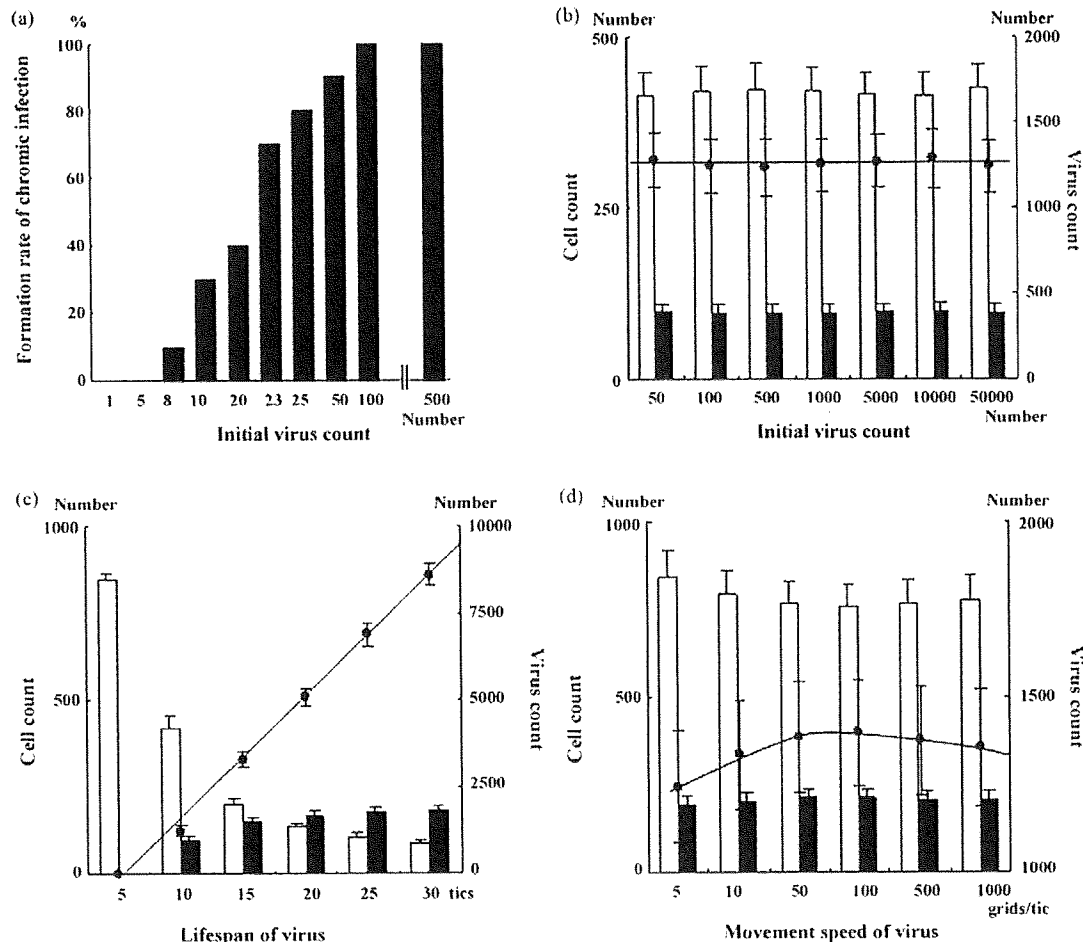 (a)
%
Formation rate of chromic infection
100
80
60
40
20
0
1 5 8 10 20 23 25 50 100 500
Number
Initial virus count
(b)
Number
Number
Cell count
500
250
0
Virus count
2000
1500
1000
500
0
50 100 500 1000 5000 10000 50000
Number
Initial virus count
(c)
Number
Number
Cell count
1000
500
0
Virus count
10000
7500
5000
2500
0
5 10 15 20 25 30 tics
Lifespan of virus
(d)
Number
Number
Cell count
1000
500
0
Virus count
2000
1500
1000
5 10 50 100 500 1000
grids/tic
Movement speed of virus